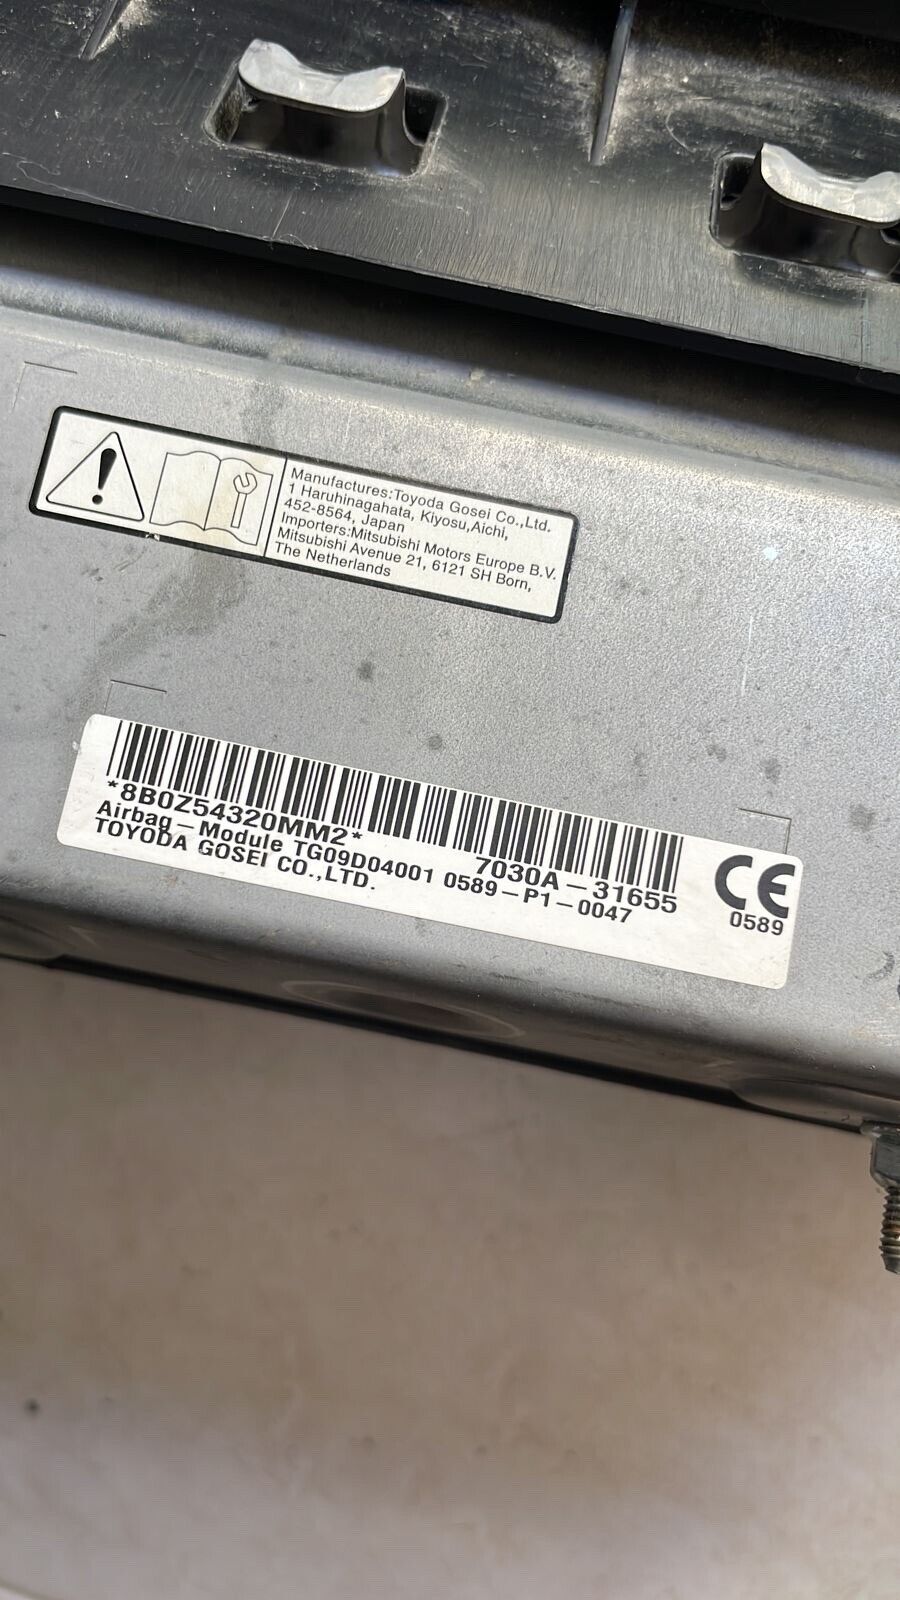 Manufactures:Toyoda Gosei Co.,Ltd.
1 Haruhinagahata, Kiyosu,Aichi,
452-8564, Japan
Importers:Mitsubishi Motors Europe B.V.
Mitsubishi Avenue 21, 6121 SH Born,
The Netherlands
*8B0Z54320MM2* 7030A-31655
Airbag-Module TG09D04001 0589-P1-0047
TOYODA GOSEI CO.,LTD.
CE
0589